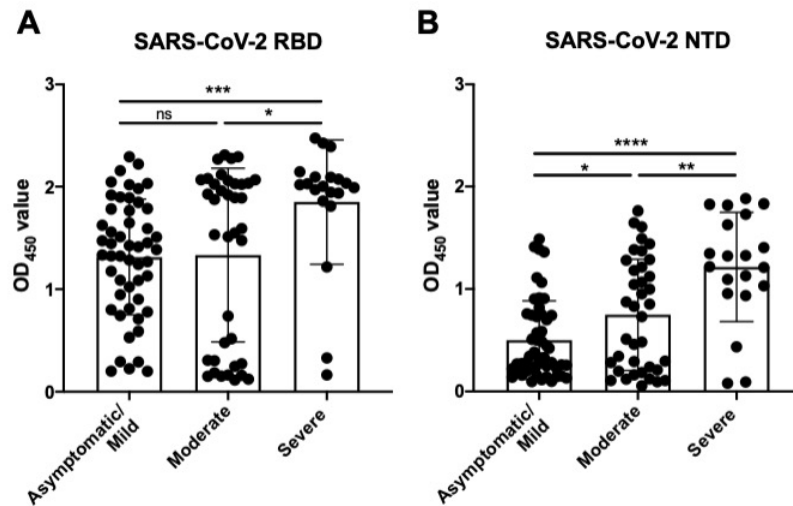 A
SARS-CoV-2 RBD
3
2
1
0
OD450 value
***
ns
*
Asymptomatic/
Mild
Moderate
Severe
B
SARS-CoV-2 NTD
3
2
1
0
OD450 value
****
*
**
Asymptomatic/
Mild
Moderate
Severe